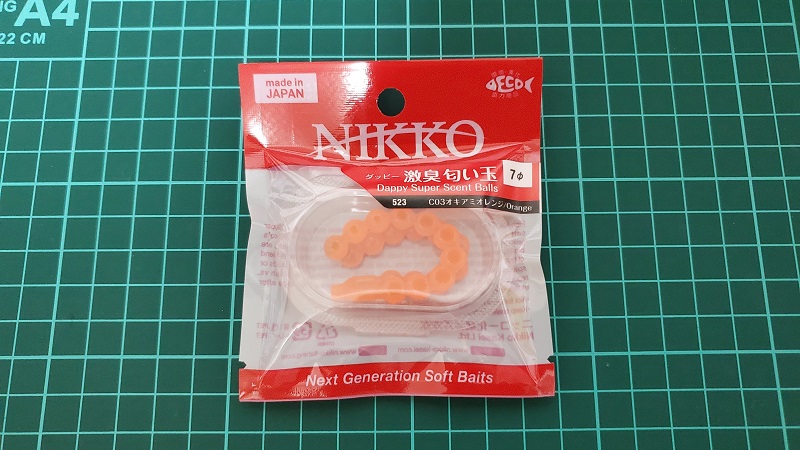 A4
22 CM
made in
JAPAN
ECO
NIKKO
ダッピー 激臭匂い玉 7φ
Dappy Super Scent Balls
523 C03オキアミオレンジ/Orange
Next Generation Soft Baits